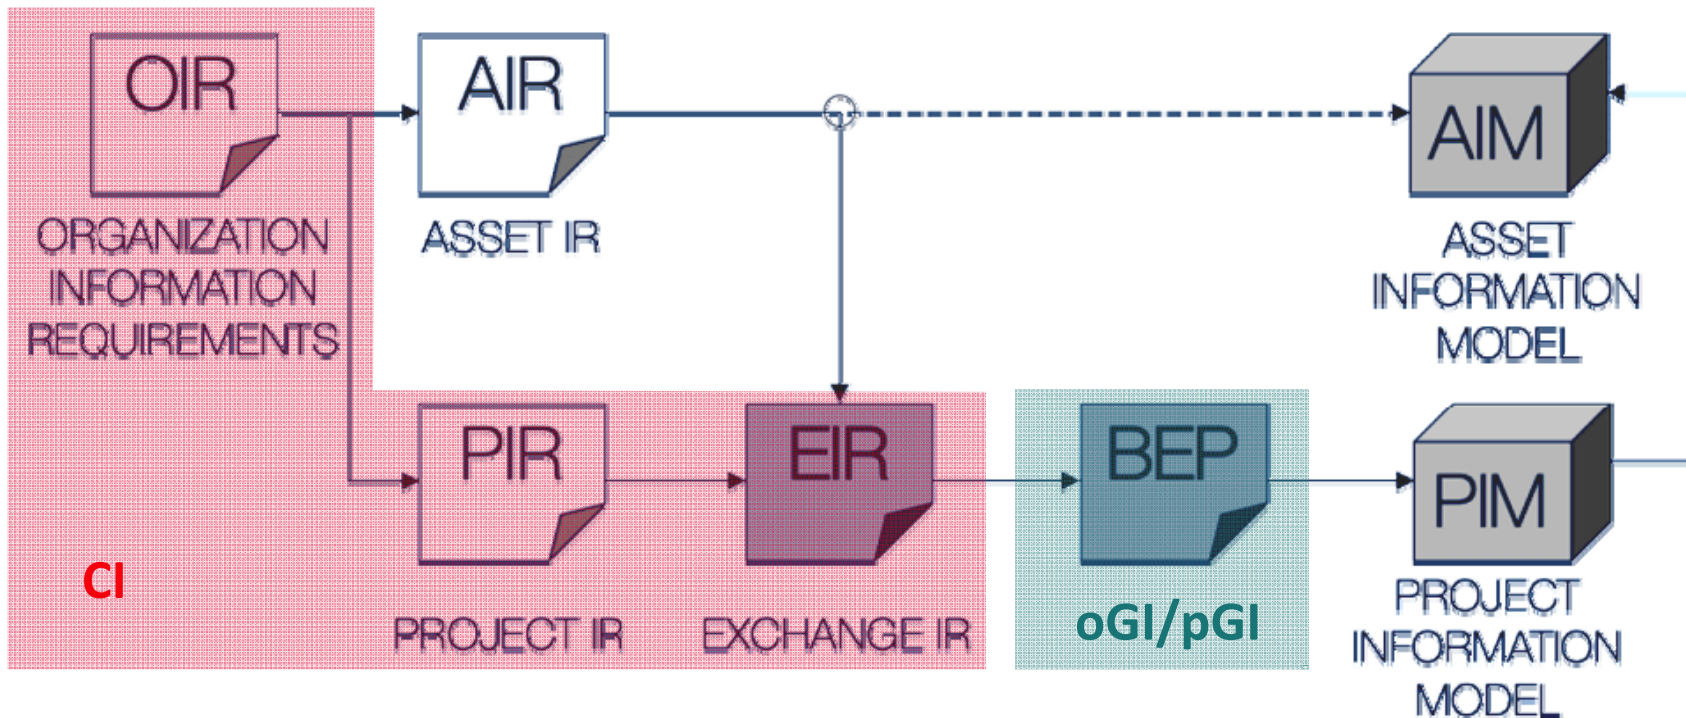 OIR
ORGANIZATION
INFORMATION
REQUIREMENTS
AIR
ASSET IR
AIM
ASSET
INFORMATION
MODEL
CI
PIR
PROJECT IR
EIR
EXCHANGE IR
BEP
oGI/pGI
PIM
PROJECT
INFORMATION
MODEL